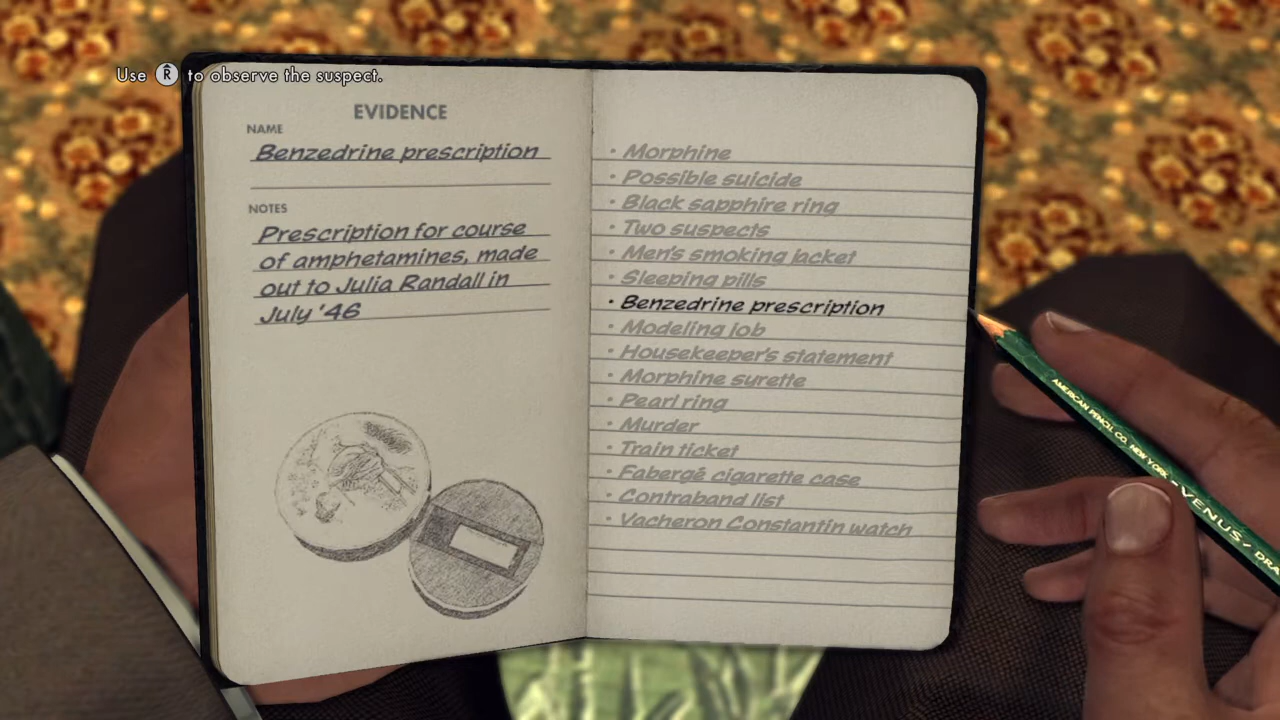 Use R to observe the suspect.
EVIDENCE
NAME
Benzedrine prescription
NOTES
Prescription for course
of amphetamines, made
out to Julia Randall in
July '46
• Morphine
• Possible suicide
• Black sapphire ring
• Two suspects
• Men's smoking jacket
• Sleeping pills
• Benzedrine prescription
• Modeling job
• Housekeeper's statement
• Morphine surette
• Pearl ring
• Murder
• Train ticket
• Fabergé cigarette case
• Contraband list
• Vacheron Constantin watch
AMERICAN PENCIL CO. NEW YORK VENUS DRA